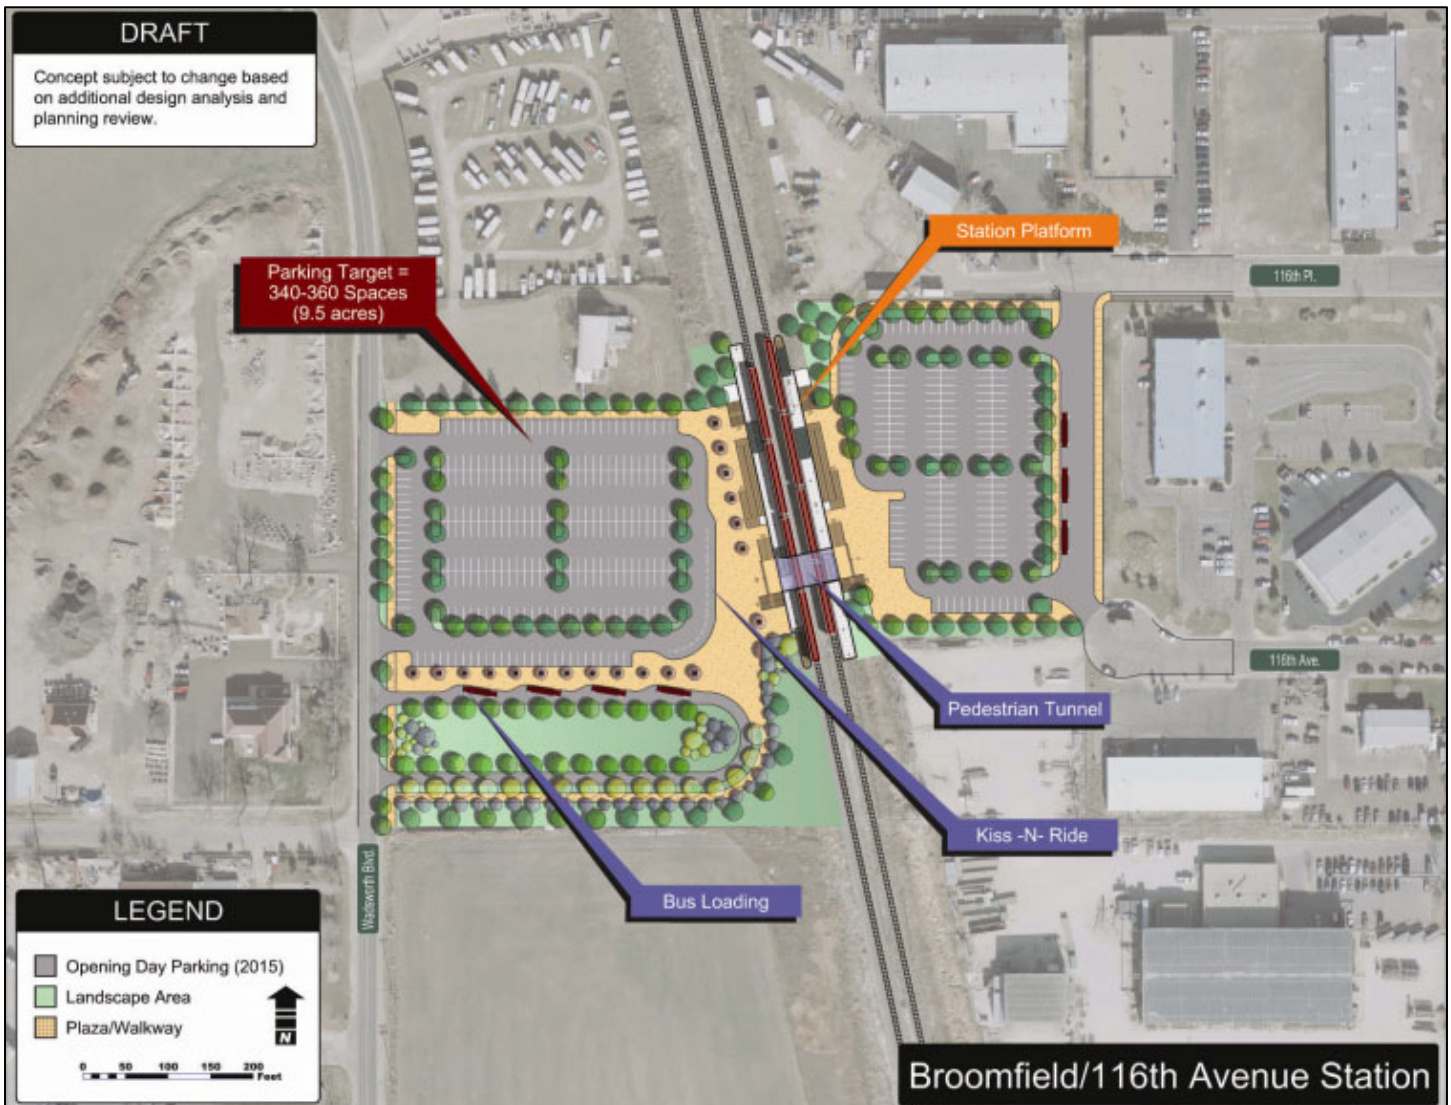 DRAFT
Concept subject to change based
on additional design analysis and
planning review.
Station Platform
Parking Target =
340-360 Spaces
(9.5 acres)
116th Pl.
116th Ave.
Pedestrian Tunnel
Kiss -N- Ride
Bus Loading
Wadsworth Blvd.
LEGEND
Opening Day Parking (2015)
Landscape Area
Plaza/Walkway
N
0 50 100 150 200
Feet
Broomfield/116th Avenue Station